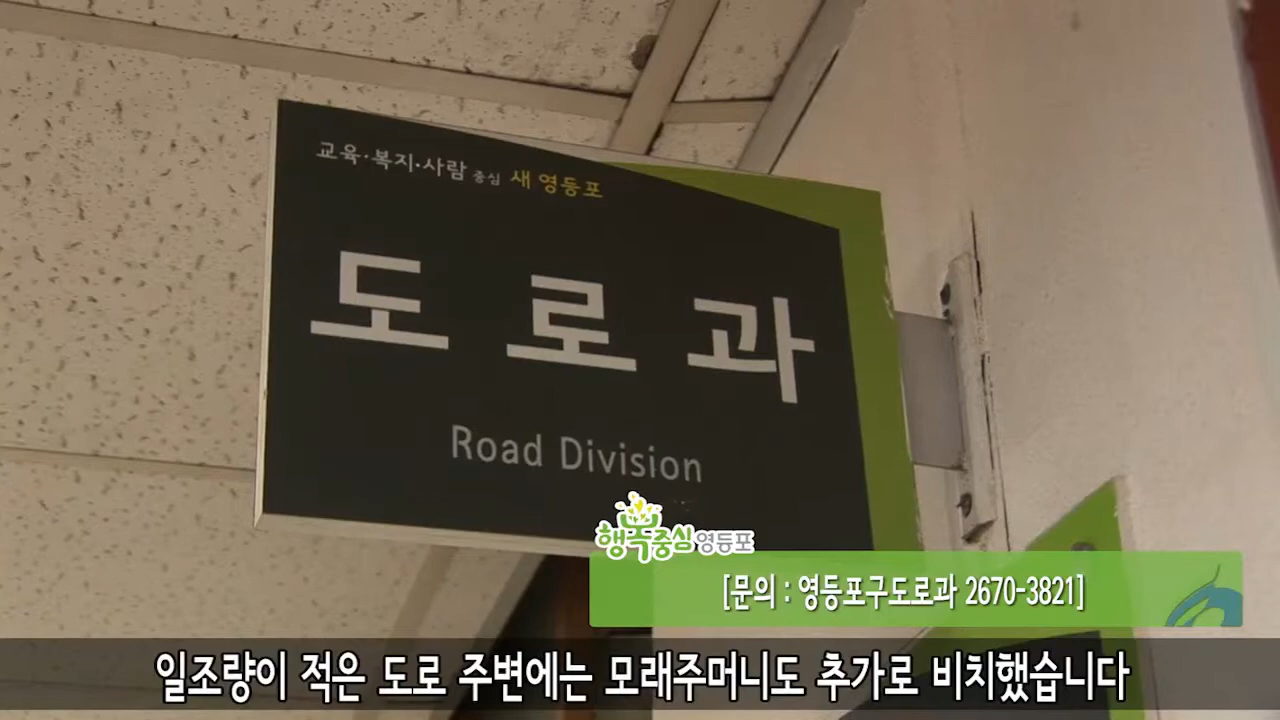 교육·복지·사람 중심 새 영등포
도로과
Road Division
행복중심 영등포
[문의 : 영등포구도로과 2670-3821]
일조량이 적은 도로 주변에는 모래주머니도 추가로 비치했습니다